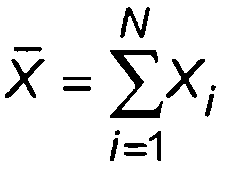 X̄ = ∑_{i=1}^{N} X_i